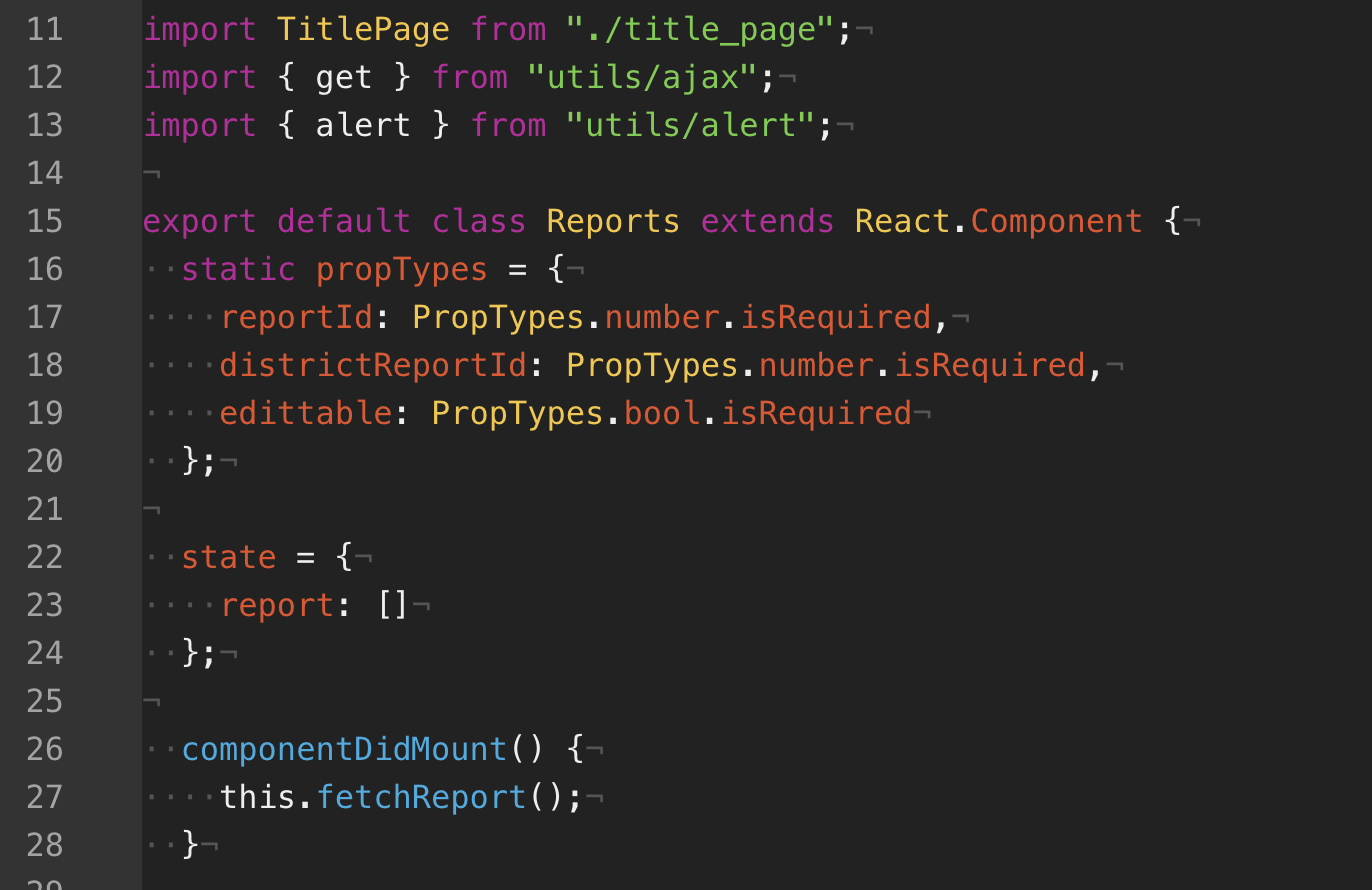 11 import TitlePage from "./title_page";¬
12 import { get } from "utils/ajax";¬
13 import { alert } from "utils/alert";¬
14 ¬
15 export default class Reports extends React.Component {¬
16 ··static propTypes = {¬
17 ····reportId: PropTypes.number.isRequired,¬
18 ····districtReportId: PropTypes.number.isRequired,¬
19 ····edittable: PropTypes.bool.isRequired¬
20 ··};¬
21 ¬
22 ··state = {¬
23 ····report: []¬
24 ··};¬
25 ¬
26 ··componentDidMount() {¬
27 ····this.fetchReport();¬
28 ··}¬